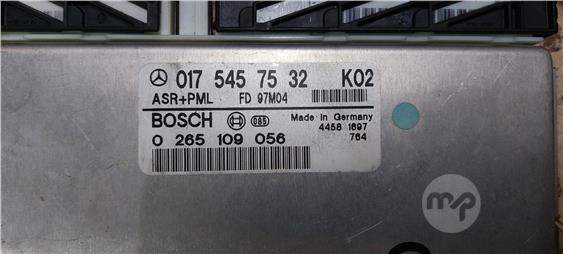 017 545 75 32 K02
ASR+PML FD 97M04
BOSCH 085 Made in Germany
4458 1697
0 265 109 056 764
mp